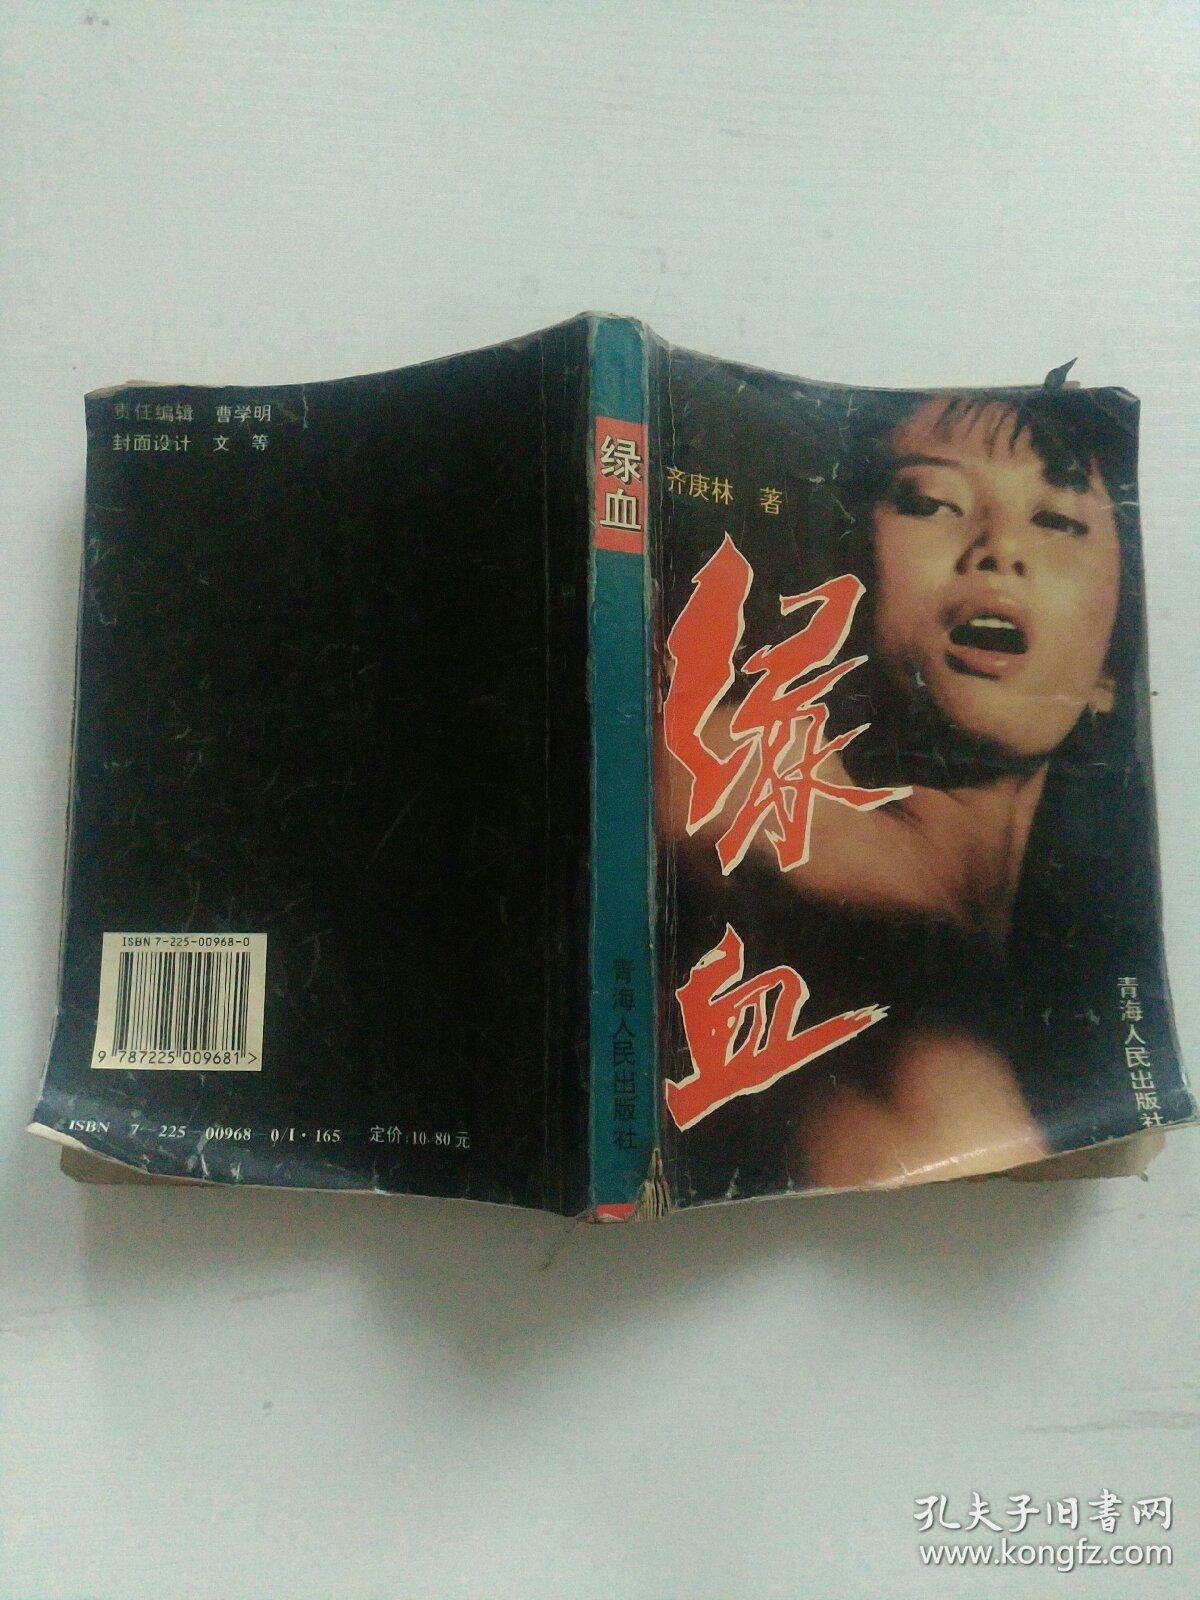 责任编辑 曹学明
封面设计 文 等
ISBN 7-225-00968-0
9 787225 009681 >
ISBN 7-225-00968-0/I·165 定价:10.80元
绿血
青海人民出版社
齐庚林 著
绿
血
青海人民出版社
孔夫子旧书网
www.kongfz.com